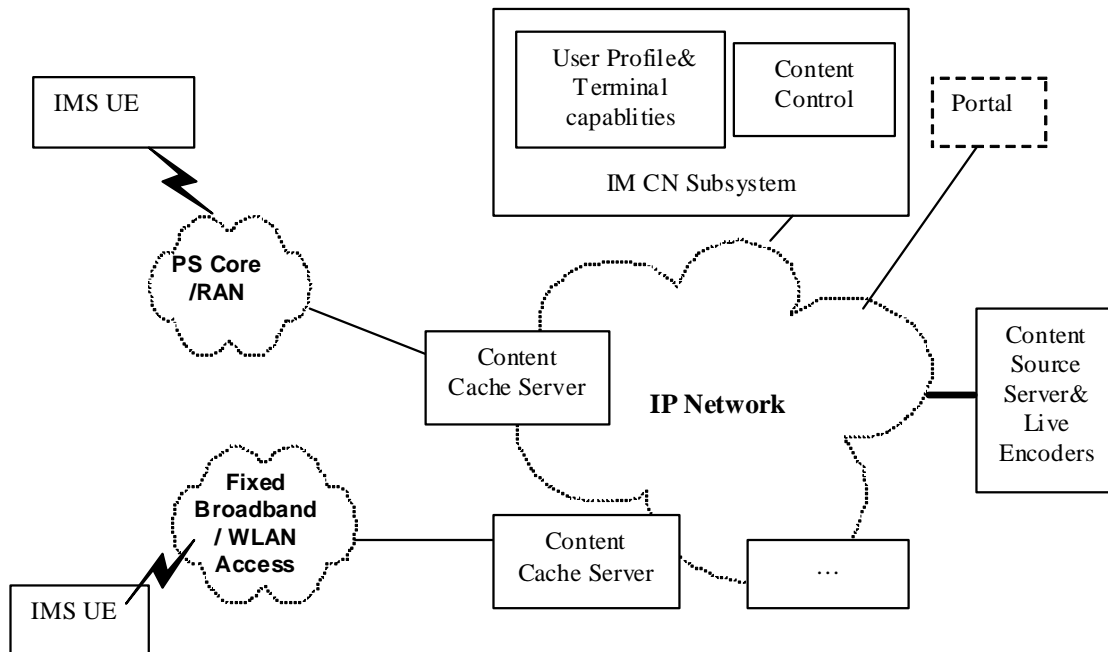 IMS UE
User Profile&
Terminal
capablities
Content
Control
IM CN Subsystem
Portal
PS Core
/RAN
Content
Cache Server
IP Network
Content
Source
Server&
Live
Encoders
Fixed
Broadband
/ WLAN
Access
Content
Cache Server
...
IMS UE